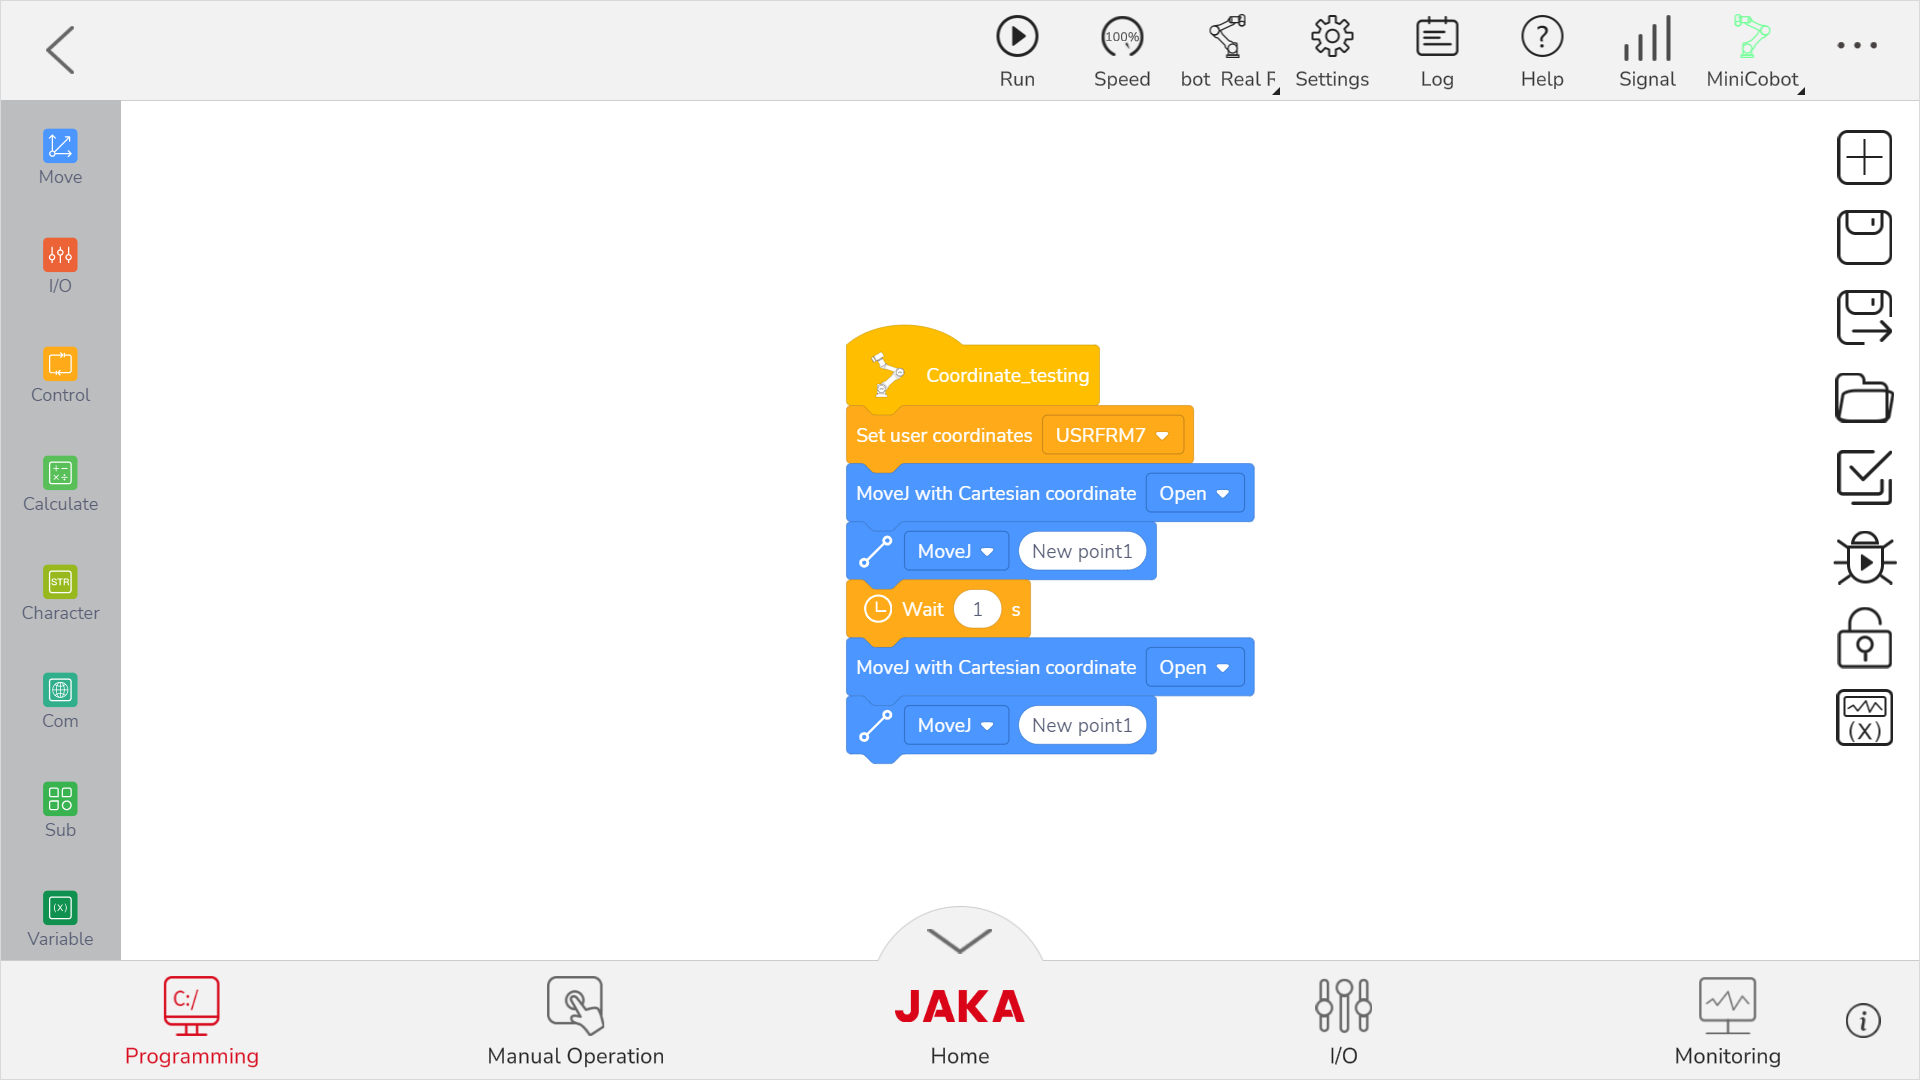 Run
100%
Speed
bot Real F
Settings
Log
Help
Signal
MiniCobot
Move
I/O
Control
Calculate
STR
Character
Com
Sub
(X)
Variable
Coordinate_testing
Set user coordinates USRFRM7
MoveJ with Cartesian coordinate Open
MoveJ New point1
Wait 1 s
MoveJ with Cartesian coordinate Open
MoveJ New point1
(X)
C:/
Programming
Manual Operation
JAKA
Home
I/O
Monitoring